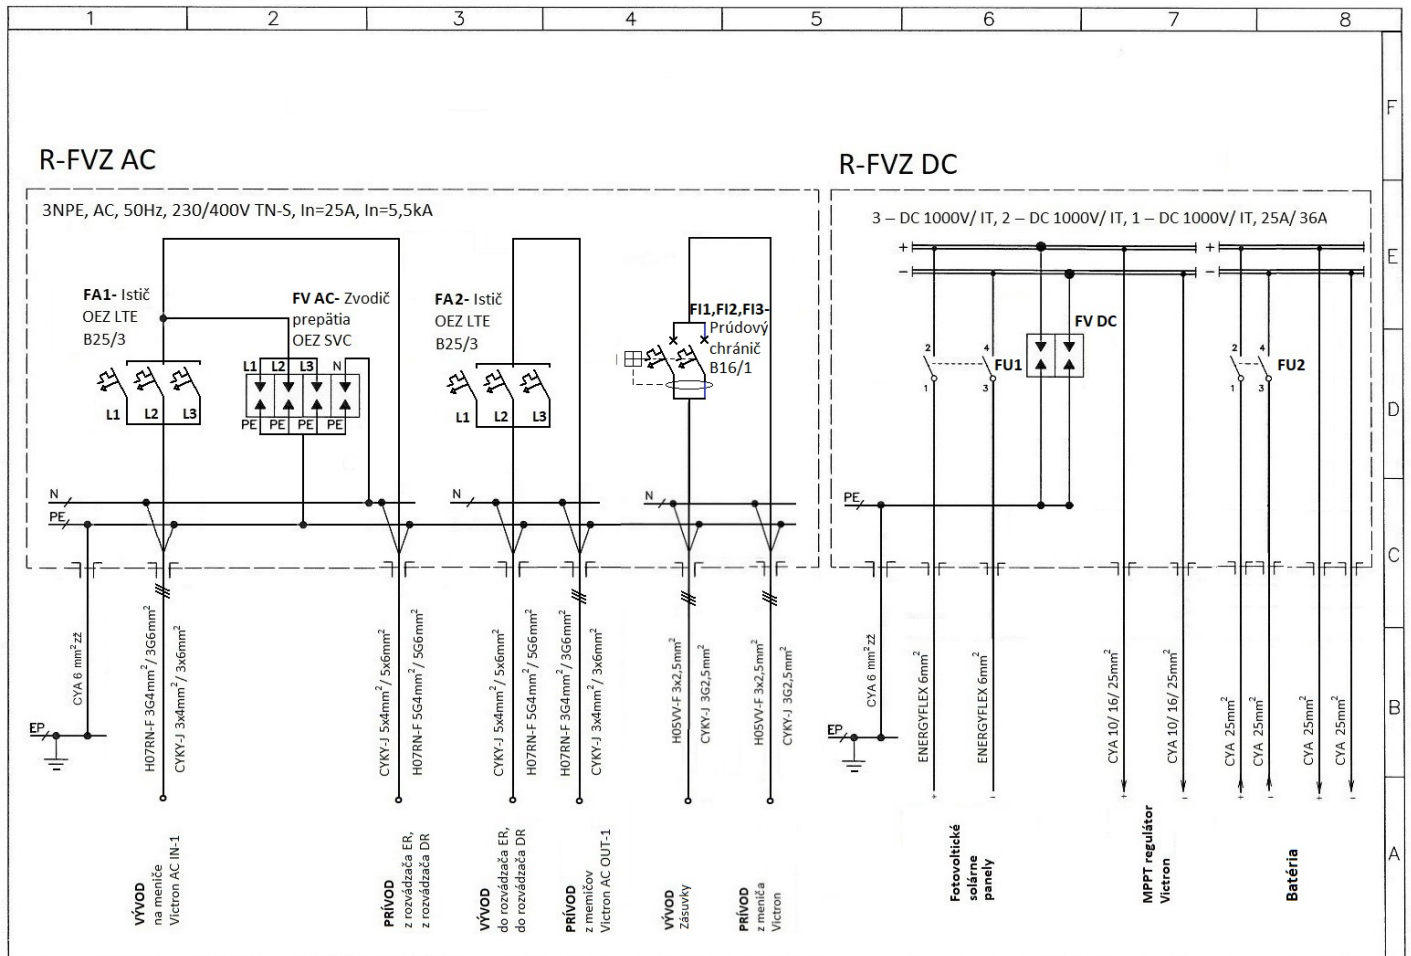 1 2 3 4 5 6 7 8
F
R-FVZ AC
R-FVZ DC
3NPE, AC, 50Hz, 230/400V TN-S, In=25A, In=5,5kA
3 – DC 1000V/ IT, 2 – DC 1000V/ IT, 1 – DC 1000V/ IT, 25A/ 36A
+
−
+
−
E
FA1- Istič
OEZ LTE
B25/3
FV AC- Zvodič
prepätia
OEZ SVC
FA2- Istič
OEZ LTE
B25/3
FI1,FI2,FI3-
Prúdový
chránič
B16/1
FV DC
FU1
FU2
2 4
1 3
2 4
1 3
L1 L2 L3 N
PE PE PE PE
L1 L2 L3
L1 L2 L3
D
N
PE
N
N
PE
C
CYA 6 mm² zž
H07RN-F 3G4mm² / 3G6mm²
CYKY-J 3x4mm² / 3x6mm²
CYKY-J 5x4mm² / 5x6mm²
H07RN-F 5G4mm² / 5G6mm²
CYKY-J 5x4mm² / 5x6mm²
H07RN-F 5G4mm² / 5G6mm²
H07RN-F 3G4mm² / 3G6mm²
CYKY-J 3x4mm² / 3x6mm²
H05VV-F 3x2,5mm²
CYKY-J 3G2,5mm²
H05VV-F 3x2,5mm²
CYKY-J 3G2,5mm²
CYA 6 mm² zž
ENERGYFLEX 6mm²
ENERGYFLEX 6mm²
CYA 10/ 16/ 25mm²
CYA 10/ 16/ 25mm²
CYA 25mm²
CYA 25mm²
CYA 25mm²
CYA 25mm²
B
EP
EP
+ − + − + − + −
A
VÝVOD
na meniče
Victron AC IN-1
PRÍVOD
z rozvádzača ER,
z rozvádzača DR
VÝVOD
do rozvádzača ER,
do rozvádzača DR
PRÍVOD
z memičov
Victron AC OUT-1
VÝVOD
Zásuvky
PRÍVOD
z meniča
Victron
Fotovoltické
solárne
panely
MPPT regulátor
Victron
Batéria